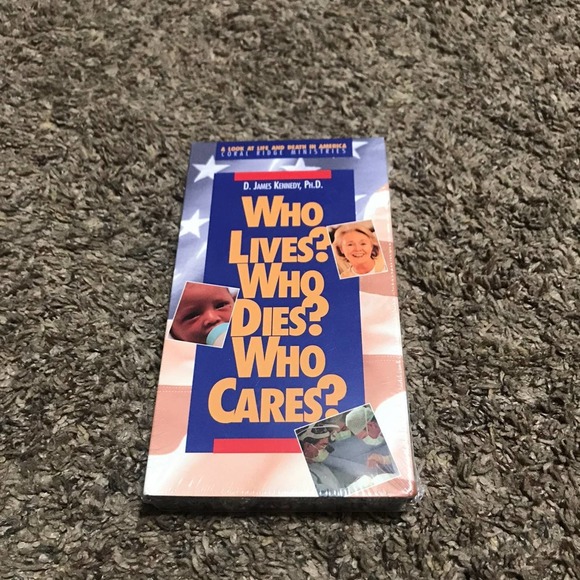 A LOOK AT LIFE AND DEATH IN AMERICA
CORAL RIDGE MINISTRIES
D. JAMES KENNEDY, PH.D.
WHO
LIVES?
WHO
DIES?
WHO
CARES?